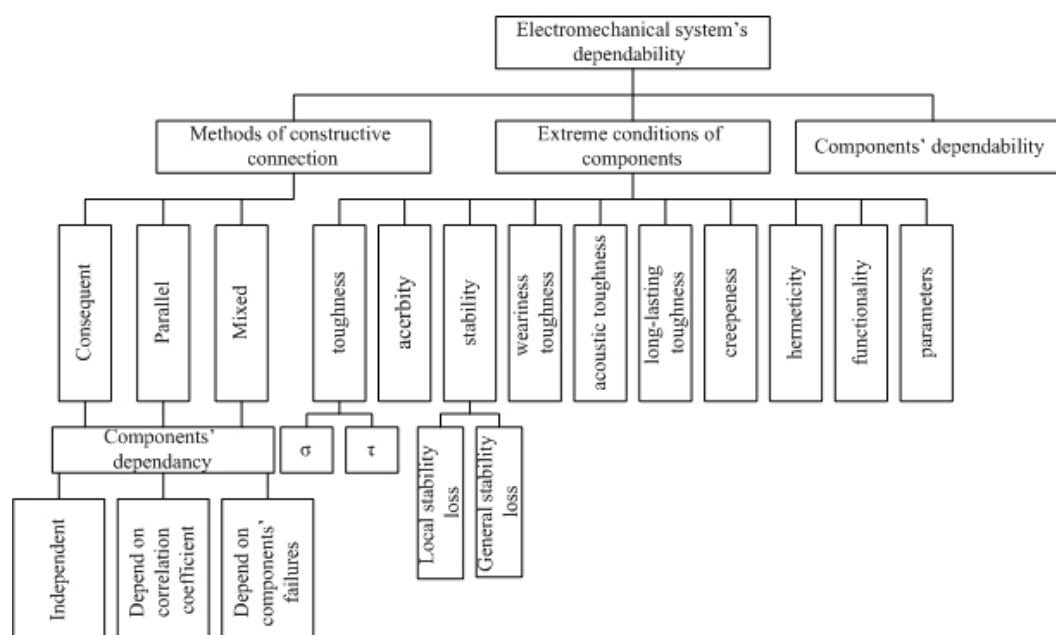 Electromechanical system's
dependability
Methods of constructive
connection
Extreme conditions of
components
Components' dependability
Consequent
Parallel
Mixed
toughness
accrbity
stability
weariness
toughness
acoustic toughness
long-lasting
toughness
creepeness
hermeticity
functionality
parameters
Components'
dependancy
σ
τ
Local stability
loss
General stability
loss
Independent
Depend on
correlation
coefficient
Depend on
components'
failures